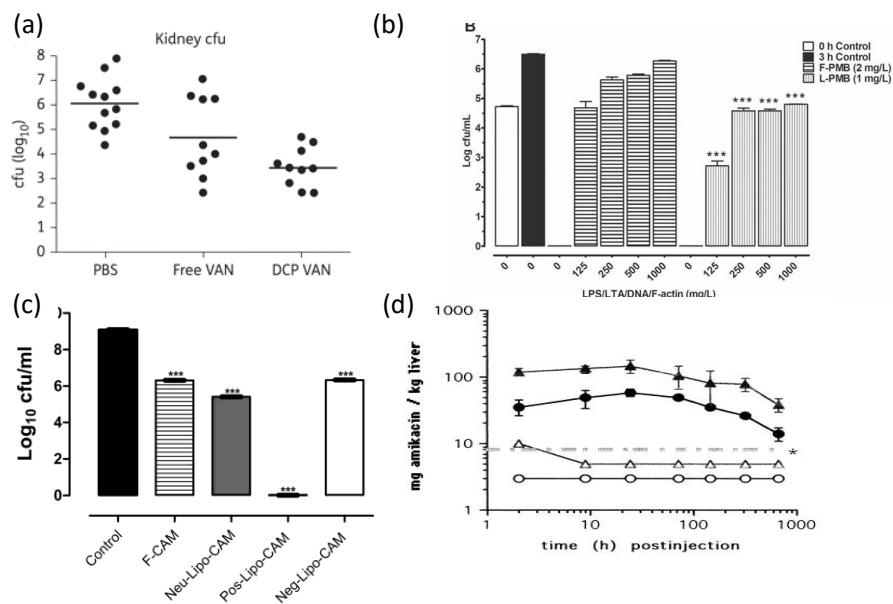 (a)
Kidney cfu
cfu (log10)
8
7
6
5
4
3
2
1
0
PBS Free VAN DCP VAN
(b)
B
Log cfu/mL
7
6
5
4
3
2
1
0
0 h Control
3 h Control
F-PMB (2 mg/L)
L-PMB (1 mg/L)
*** *** *** ***
0 0 0 125 250 500 1000 0 125 250 500 1000
LPS/LTA/DNA/F-actin (mg/L)
(c)
Log10 cfu/ml
9
6
3
0
*** *** *** ***
Control F-CAM Neu-Lipo-CAM Pos-Lipo-CAM Neg-Lipo-CAM
(d)
mg amikacin / kg liver
1000
100
10
1
*
1 10 100 1000
time (h) postinjection